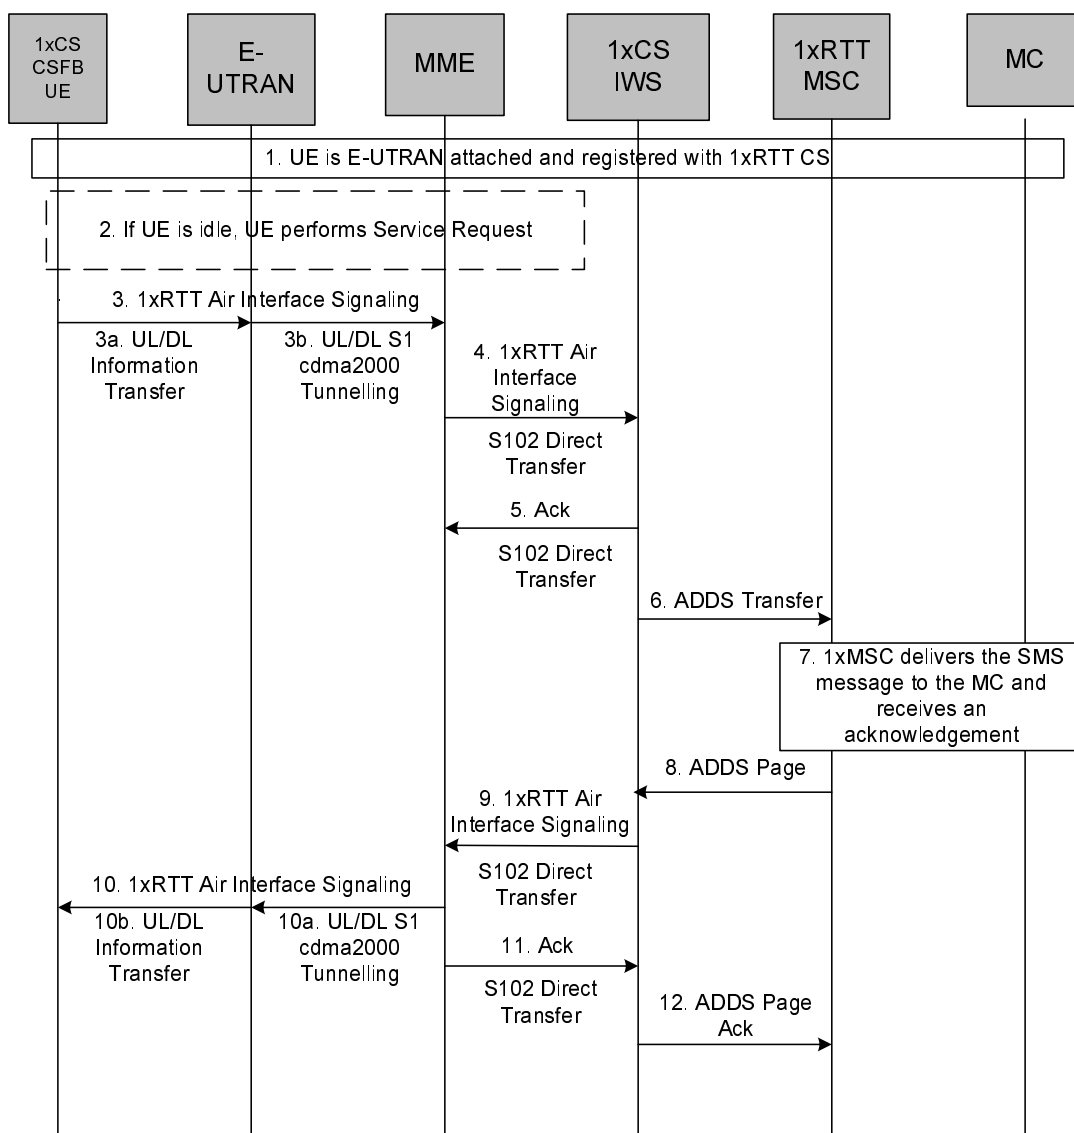 1xCS
CSFB
UE
E-
UTRAN
MME
1xCS
IWS
1xRTT
MSC
MC
1. UE is E-UTRAN attached and registered with 1xRTT CS
2. If UE is idle, UE performs Service Request
3. 1xRTT Air Interface Signaling
3a. UL/DL
Information
Transfer
3b. UL/DL S1
cdma2000
Tunnelling
4. 1xRTT Air
Interface
Signaling
S102 Direct
Transfer
5. Ack
S102 Direct
Transfer
6. ADDS Transfer
7. 1xMSC delivers the SMS
message to the MC and
receives an
acknowledgement
8. ADDS Page
9. 1xRTT Air
Interface Signaling
S102 Direct
Transfer
10. 1xRTT Air Interface Signaling
10b. UL/DL
Information
Transfer
10a. UL/DL S1
cdma2000
Tunnelling
11. Ack
S102 Direct
Transfer
12. ADDS Page
Ack